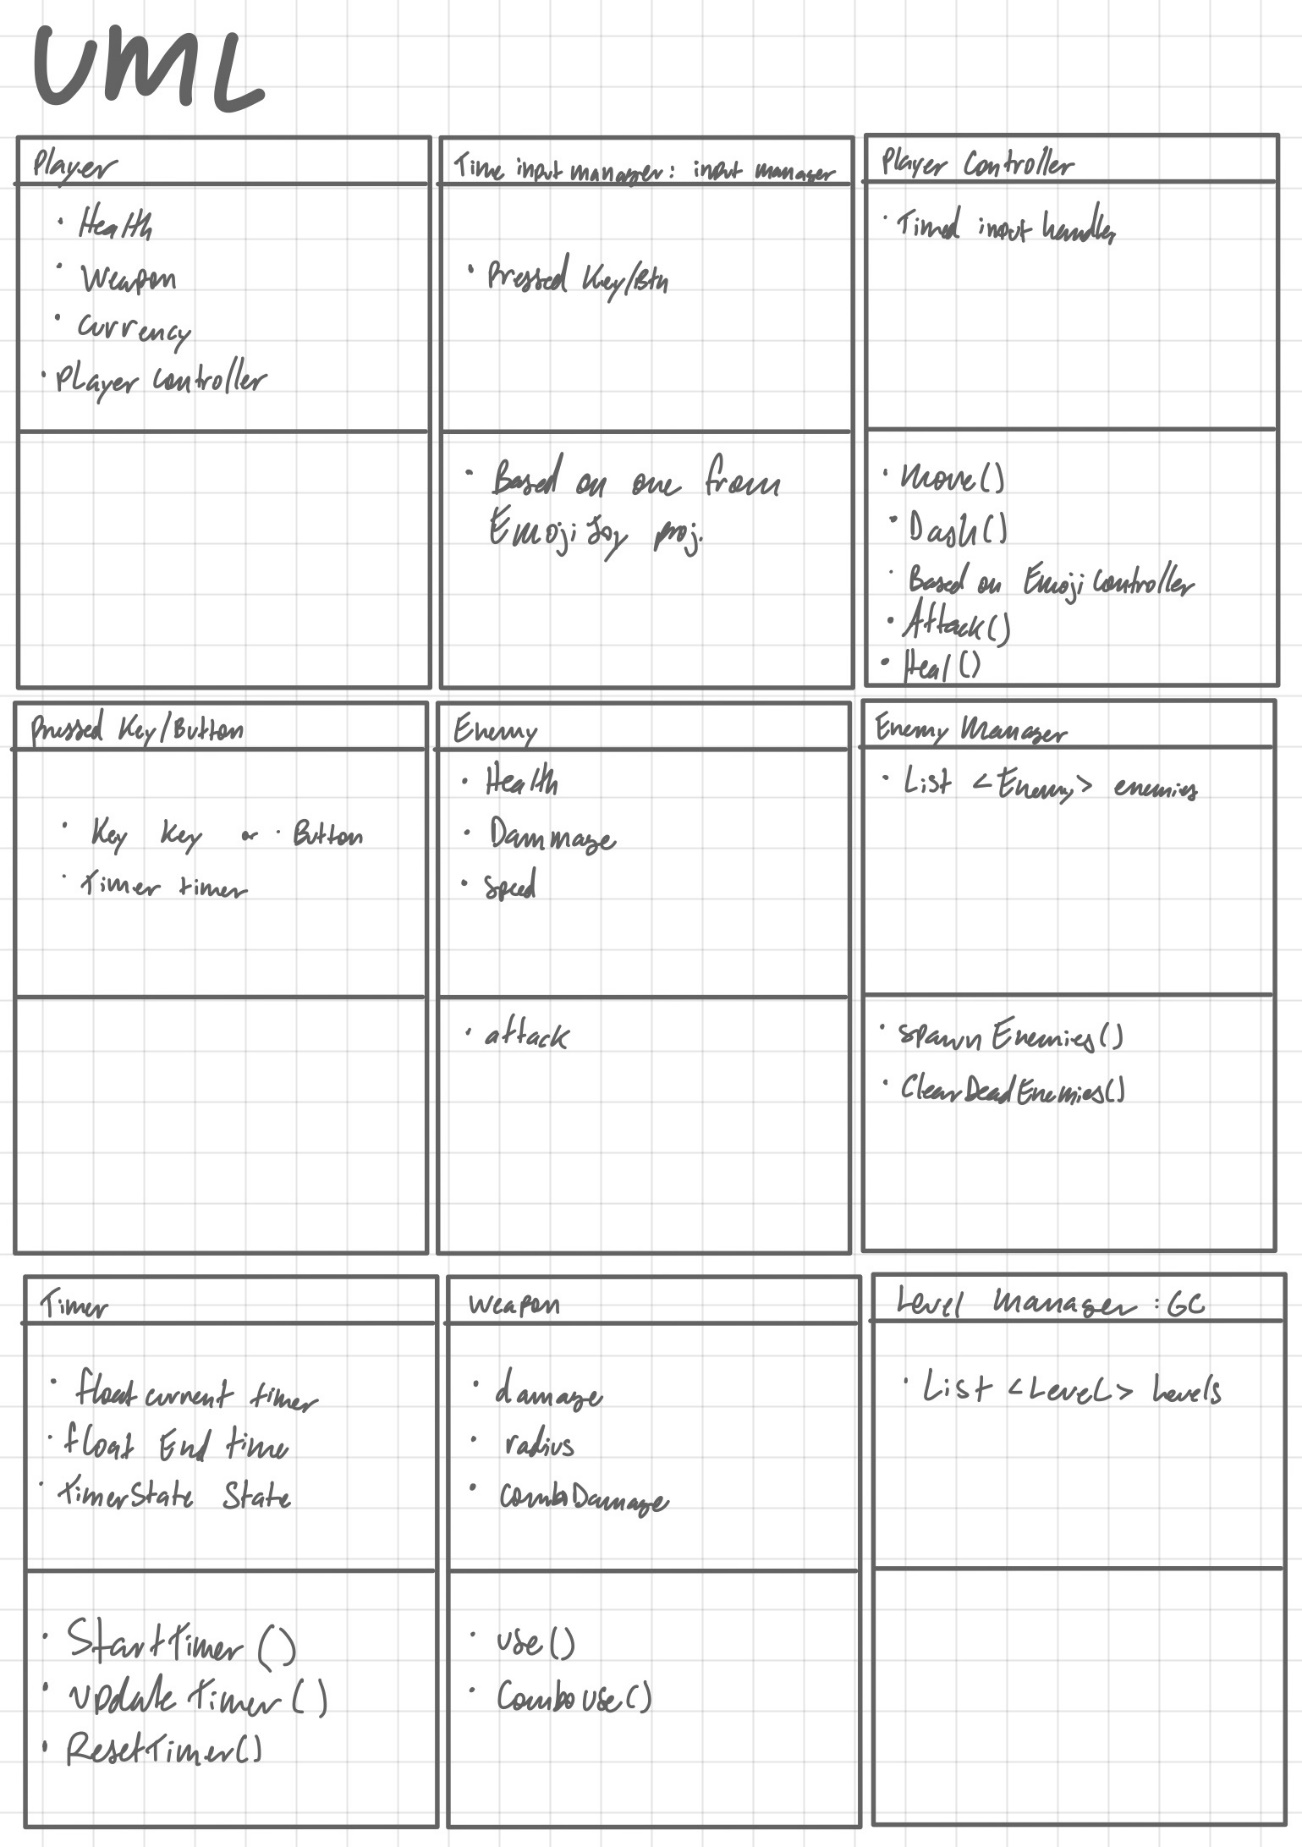 UML
Player
• Health
• Weapon
• Currency
• Player Controller
Time input manager: input manager
• Pressed Key/Btn
• Based on one from
Emoji Joy proj.
Player Controller
• Timed input handler
• Move()
• Dash()
• Based on Emoji Controller
• Attack()
• Heal()
Pressed Key/Button
• Key key or • Button
• Timer timer
Enemy
• Health
• Dammage
• Speed
• attack
Enemy Manager
• List <Enemy> enemies
• Spawn Enemies()
• ClearDeadEnemies()
Timer
• float current timer
• float End time
• TimerState State
• StartTimer ()
• Update Timer ()
• ResetTimer()
Weapon
• damage
• radius
• comboDamage
• use()
• Combo use()
Level Manager : GC
• List <Level> Levels